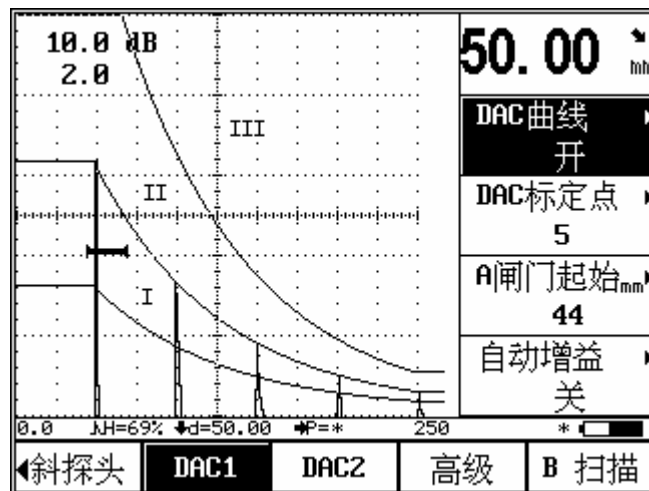 10.0 dB
2.0
III
II
I
50.00
DAC曲线
开
DAC标定点
5
A闸门起始mm
44
自动增益
关
0.0 H=69% d=50.00 P=* 250 *
斜探头 DAC1 DAC2 高级 B 扫描